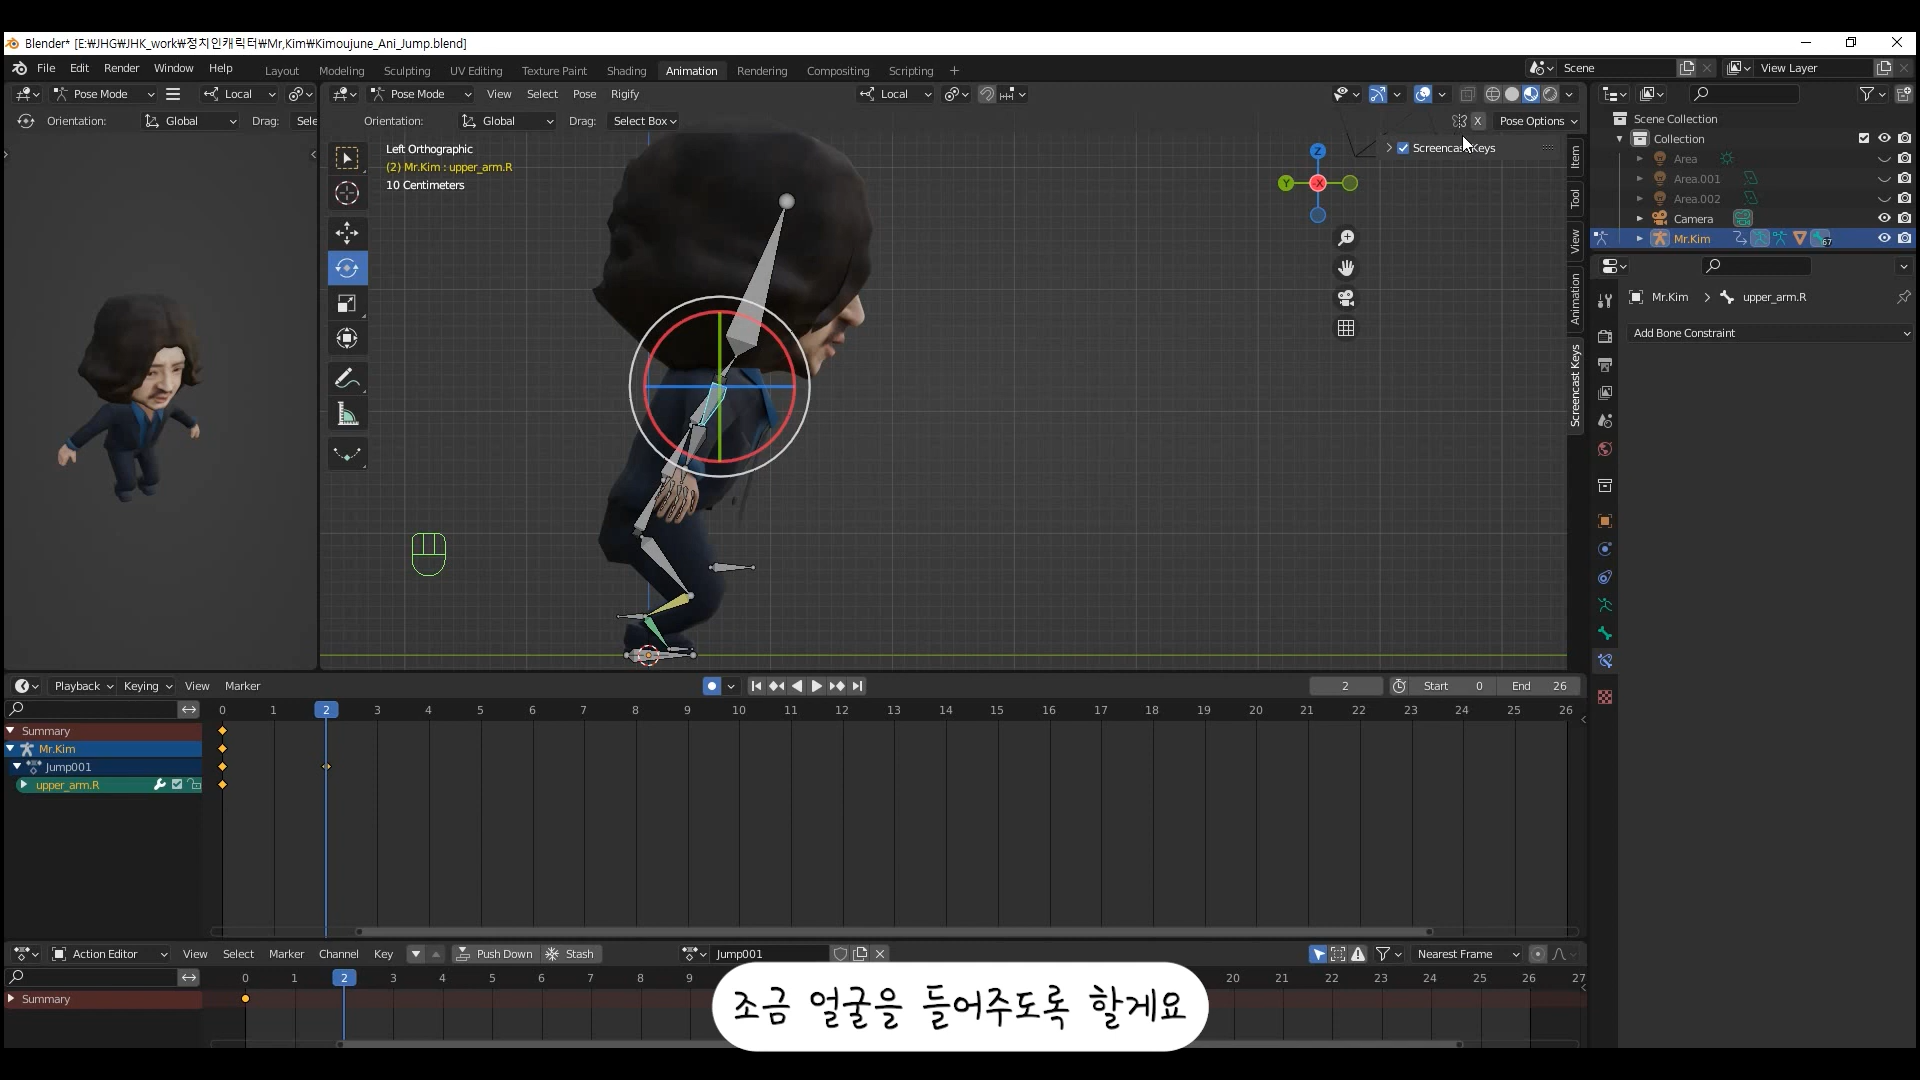 Blender* [E:₩JHG₩JHK_work₩정치인캐릭터₩Mr,Kim₩Kimoujune_Ani_Jump.blend]
File Edit Render Window Help Layout Modeling Sculpting UV Editing Texture Paint Shading Animation Rendering Compositing Scripting + Scene View Layer
Pose Mode Local Pose Mode View Select Pose Rigify Local
Orientation: Global Drag: Sele Orientation: Global Drag: Select Box X Pose Options
Left Orthographic
(2) Mr.Kim : upper_arm.R
10 Centimeters
Screencast Keys
Z
Y
X
Item
Tool
View
Animation
Screencast Keys
Scene Collection
Collection
Area
Area.001
Area.002
Camera
Mr.Kim 67
Mr.Kim > upper_arm.R
Add Bone Constraint
Playback Keying View Marker 2 Start 0 End 26
0 1 2 3 4 5 6 7 8 9 10 11 12 13 14 15 16 17 18 19 20 21 22 23 24 25 26
Summary
Mr.Kim
Jump001
upper_arm.R
Action Editor View Select Marker Channel Key Push Down Stash Jump001 Nearest Frame
0 1 2 3 4 5 6 7 8 9 20 21 22 23 24 25 26 27
Summary
조금 얼굴을 들어주도록 할게요